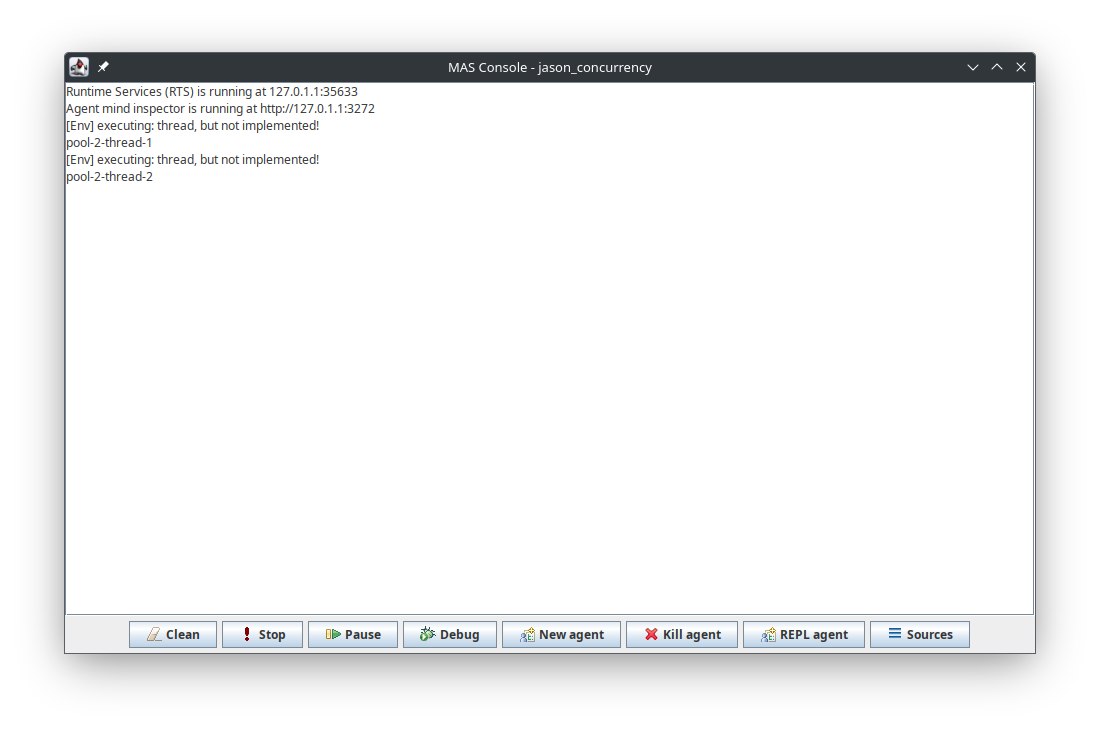 MAS Console - jason_concurrency
Runtime Services (RTS) is running at 127.0.1.1:35633
Agent mind inspector is running at http://127.0.1.1:3272
[Env] executing: thread, but not implemented!
pool-2-thread-1
[Env] executing: thread, but not implemented!
pool-2-thread-2
Clean Stop Pause Debug New agent Kill agent REPL agent Sources